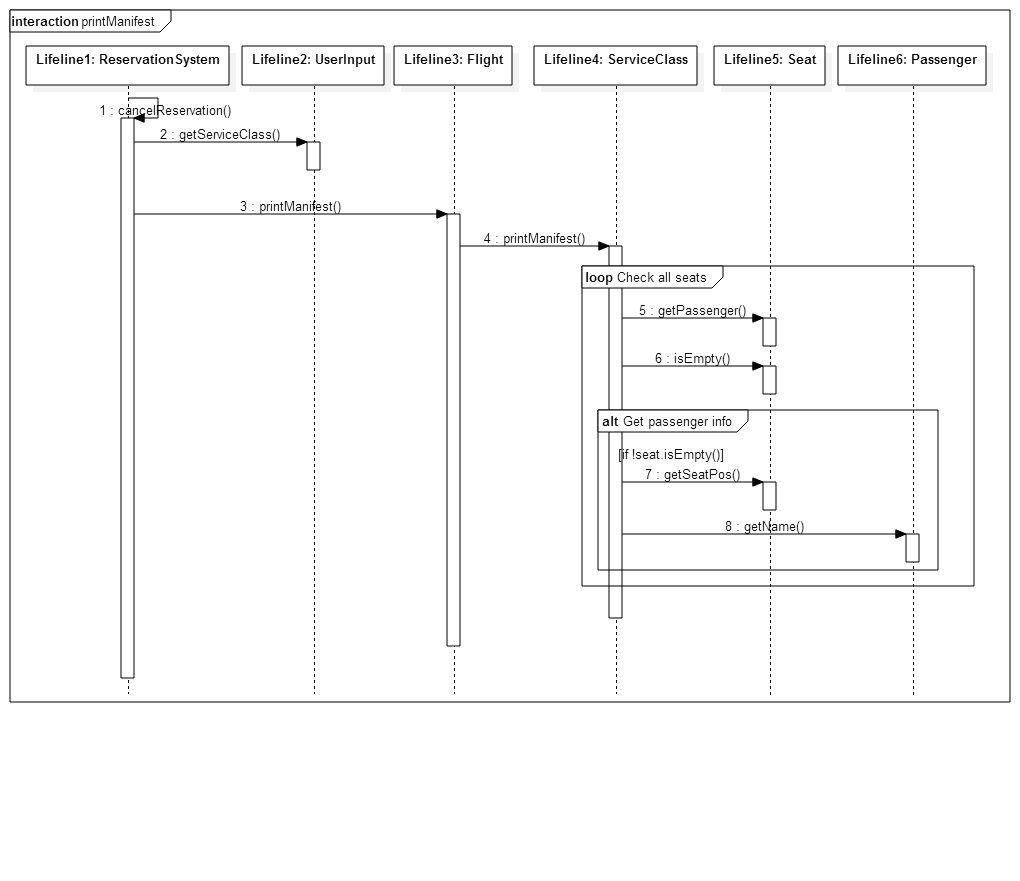 interaction printManifest
Lifeline1: ReservationSystem
Lifeline2: UserInput
Lifeline3: Flight
Lifeline4: ServiceClass
Lifeline5: Seat
Lifeline6: Passenger
1 : cancelReservation()
2 : getServiceClass()
3 : printManifest()
4 : printManifest()
loop Check all seats
5 : getPassenger()
6 : isEmpty()
alt Get passenger info
[if !seat.isEmpty()]
7 : getSeatPos()
8 : getName()